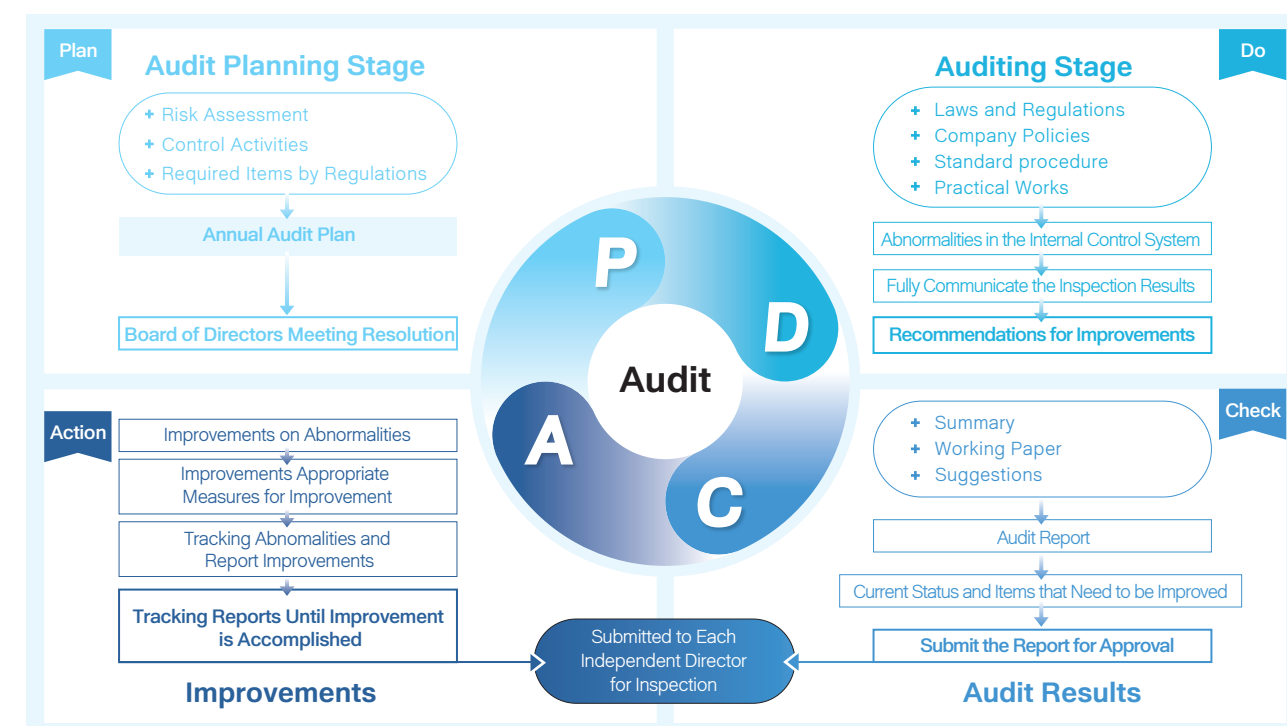 Plan
Audit Planning Stage
+ Risk Assessment
+ Control Activities
+ Required Items by Regulations
Annual Audit Plan
Board of Directors Meeting Resolution
Do
Auditing Stage
+ Laws and Regulations
+ Company Policies
+ Standard procedure
+ Practical Works
Abnormalities in the Internal Control System
Fully Communicate the Inspection Results
Recommendations for Improvements
P
D
Audit
A
C
Action
Improvements on Abnormalities
Improvements Appropriate
Measures for Improvement
Tracking Abnomalities and
Report Improvements
Tracking Reports Until Improvement
is Accomplished
Improvements
Check
+ Summary
+ Working Paper
+ Suggestions
Audit Report
Current Status and Items that Need to be Improved
Submit the Report for Approval
Audit Results
Submitted to Each
Independent Director
for Inspection